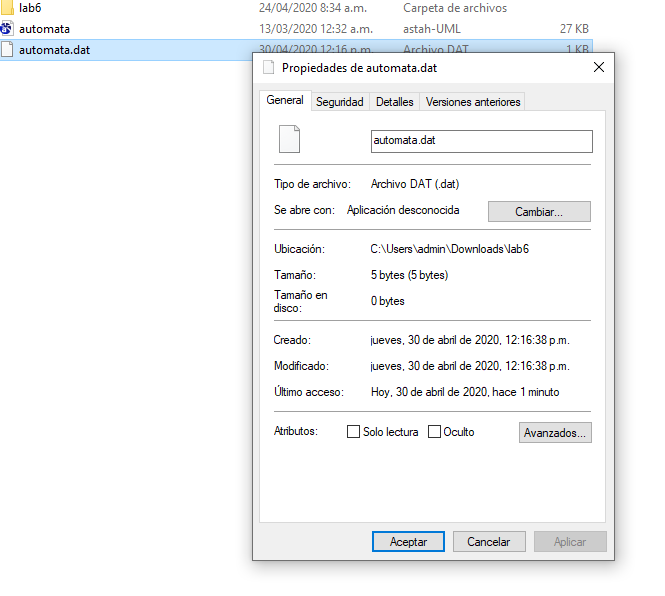 lab6 24/04/2020 8:34 a.m. Carpeta de archivos
automata 13/03/2020 12:32 a.m. astah-UML 27 KB
automata.dat 30/04/2020 12:16 p.m. Archivo DAT 1 KB
Propiedades de automata.dat
General Seguridad Detalles Versiones anteriores
automata.dat
Tipo de archivo: Archivo DAT (.dat)
Se abre con: Aplicación desconocida Cambiar...
Ubicación: C:\Users\admin\Downloads\lab6
Tamaño: 5 bytes (5 bytes)
Tamaño en
disco: 0 bytes
Creado: jueves, 30 de abril de 2020, 12:16:38 p.m.
Modificado: jueves, 30 de abril de 2020, 12:16:38 p.m.
Último acceso: Hoy, 30 de abril de 2020, hace 1 minuto
Atributos: Solo lectura Oculto Avanzados...
Aceptar Cancelar Aplicar